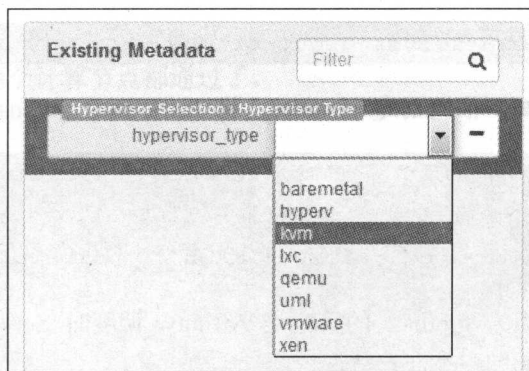 Existing Metadata
Filter
Hypervisor Selection › Hypervisor Type
hypervisor_type
baremetal
hyperv
kvm
lxc
qemu
uml
vmware
xen